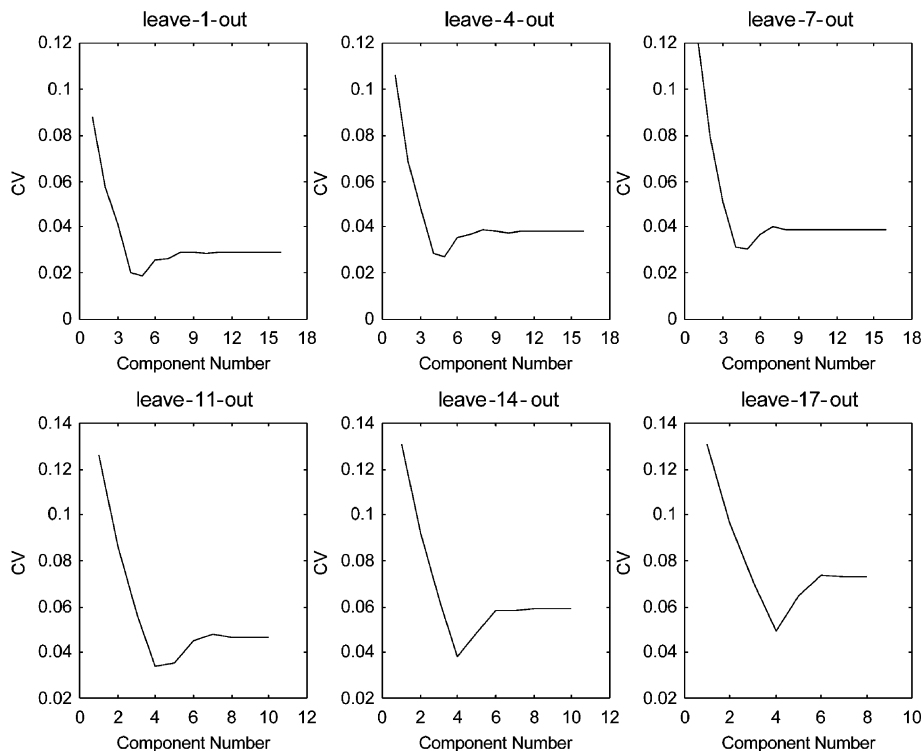 leave-1-out leave-4-out leave-7-out
0.12 0.12 0.12
0.1 0.1 0.1
0.08 0.08 0.08
CV CV CV
0.06 0.06 0.06
0.04 0.04 0.04
0.02 0.02 0.02
0 0 0
0 3 6 9 12 15 18 0 3 6 9 12 15 18 0 3 6 9 12 15 18
Component Number Component Number Component Number
leave-11-out leave-14-out leave-17-out
0.14 0.14 0.14
0.12 0.12 0.12
0.1 0.1 0.1
CV CV CV
0.08 0.08 0.08
0.06 0.06 0.06
0.04 0.04 0.04
0.02 0.02 0.02
0 2 4 6 8 10 12 0 2 4 6 8 10 12 0 2 4 6 8 10
Component Number Component Number Component Number